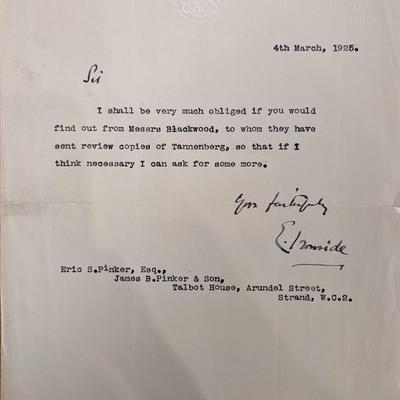 4th March, 1925.
Sir
I shall be very much obliged if you would
find out from Messrs Blackwood, to whom they have
sent review copies of Tannenberg, so that if I
think necessary I can ask for some more.
Yrs faithfully
E. Ironside
Eric S.Pinker, Esq.,
James B.Pinker & Son,
Talbot House, Arundel Street,
Strand, W.C.2.